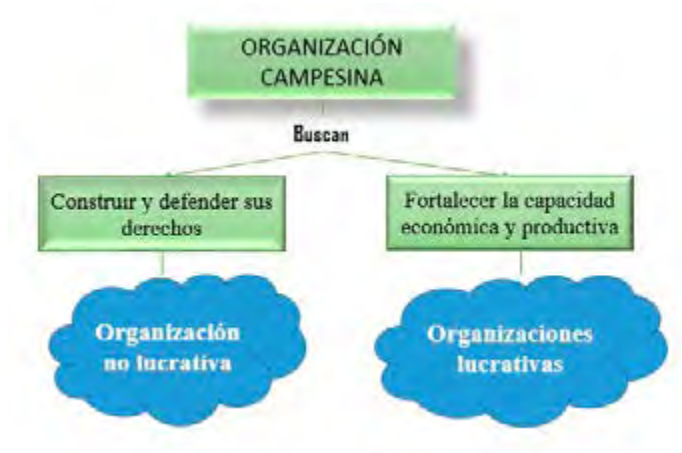 ORGANIZACIÓN
CAMPESINA
Buscan
Construir y defender sus
derechos
Fortalecer la capacidad
económica y productiva
Organización
no lucrativa
Organizaciones
lucrativas